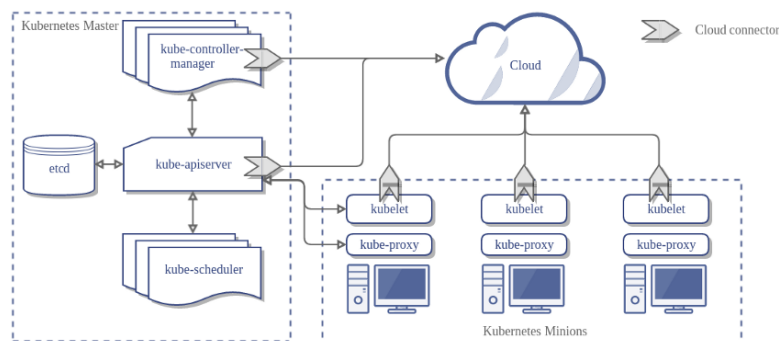 Kubernetes Master
kube-controller-
manager
Cloud connector
Cloud
etcd
kube-apiserver
kubelet
kubelet
kubelet
kube-proxy
kube-proxy
kube-proxy
kube-scheduler
Kubernetes Minions